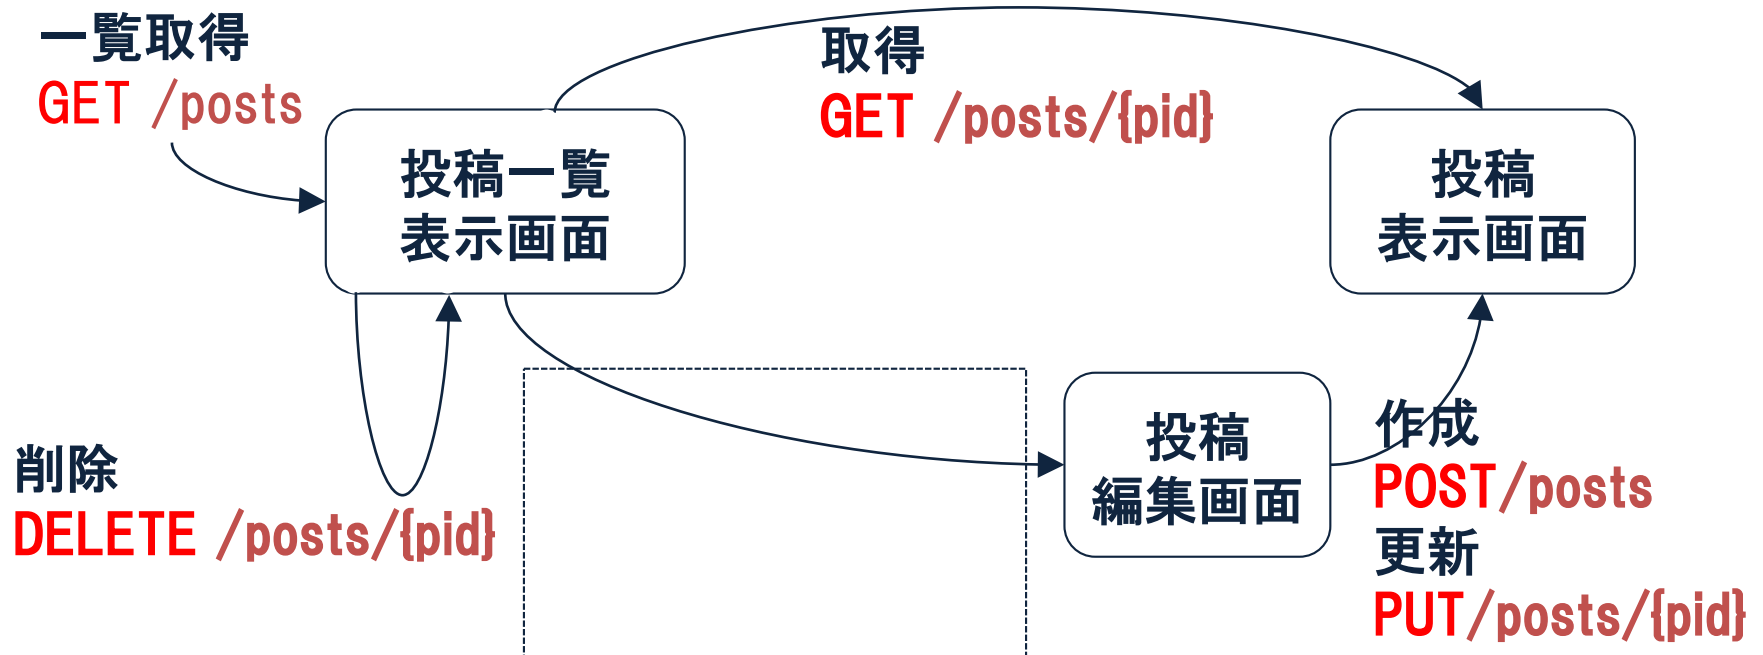 一覧取得
GET /posts
取得
GET /posts/{pid}
投稿一覧
表示画面
投稿
表示画面
削除
DELETE /posts/{pid}
投稿
編集画面
作成
POST/posts
更新
PUT/posts/{pid}